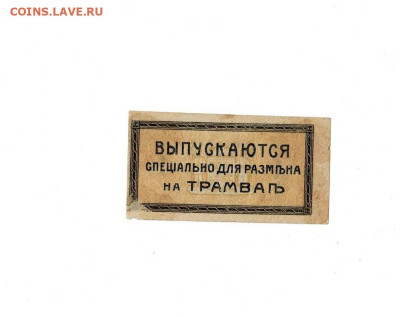 COINS.LAVE.RU
ВЫПУСКАЮТСЯ
СПЕЦІАЛЬНО ДЛЯ РАЗМѢНА
НА ТРАМВАѢ